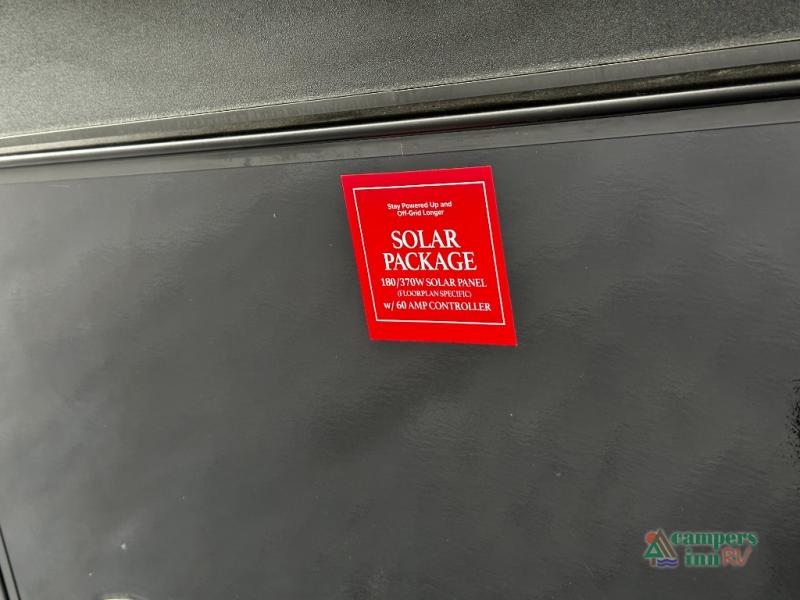 Stay Powered Up and
Off-Grid Longer
SOLAR
PACKAGE
180/370W SOLAR PANEL
(FLOORPLAN SPECIFIC)
w/ 60 AMP CONTROLLER
campers
inn RV